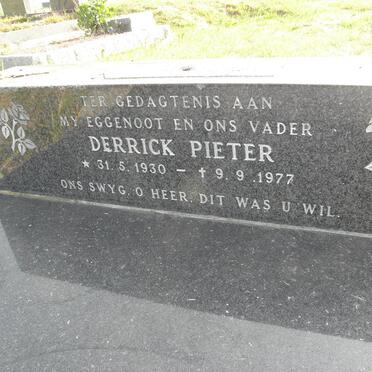 TER GEDAGTENIS AAN
MY EGGENOOT EN ONS VADER
DERRICK PIETER
* 31. 5. 1930 — † 9. 9. 1977
ONS SWYG, O HEER, DIT WAS U WIL.